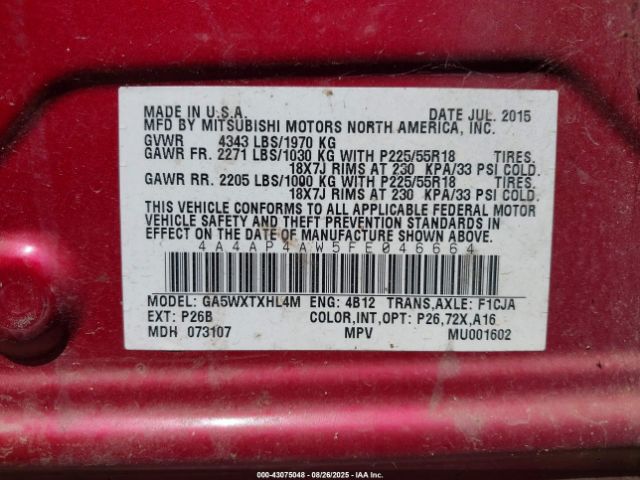 MADE IN U.S.A. DATE JUL. 2015
MFD BY MITSUBISHI MOTORS NORTH AMERICA, INC.
GVWR 4343 LBS/1970 KG
GAWR FR. 2271 LBS/1030 KG WITH P225/55R18 TIRES.
18X7J RIMS AT 230 KPA/33 PSI COLD.
GAWR RR. 2205 LBS/1000 KG WITH P225/55R18 TIRES.
18X7J RIMS AT 230 KPA/33 PSI COLD.
THIS VEHICLE CONFORMS TO ALL APPLICABLE FEDERAL MOTOR
VEHICLE SAFETY AND THEFT PREVENTION STANDARDS IN
EFFECT ON THE DATE OF MANUFACTURE SHOWN ABOVE.
4A4AP4AW5FE046664
MODEL: GA5WXTXHL4M ENG: 4B12 TRANS,AXLE: F1CJA
EXT: P26B COLOR,INT,OPT: P26,72X,A16
MDH 073107 MPV MU001602
000-43075048 - 08/26/2025 - IAA Inc.